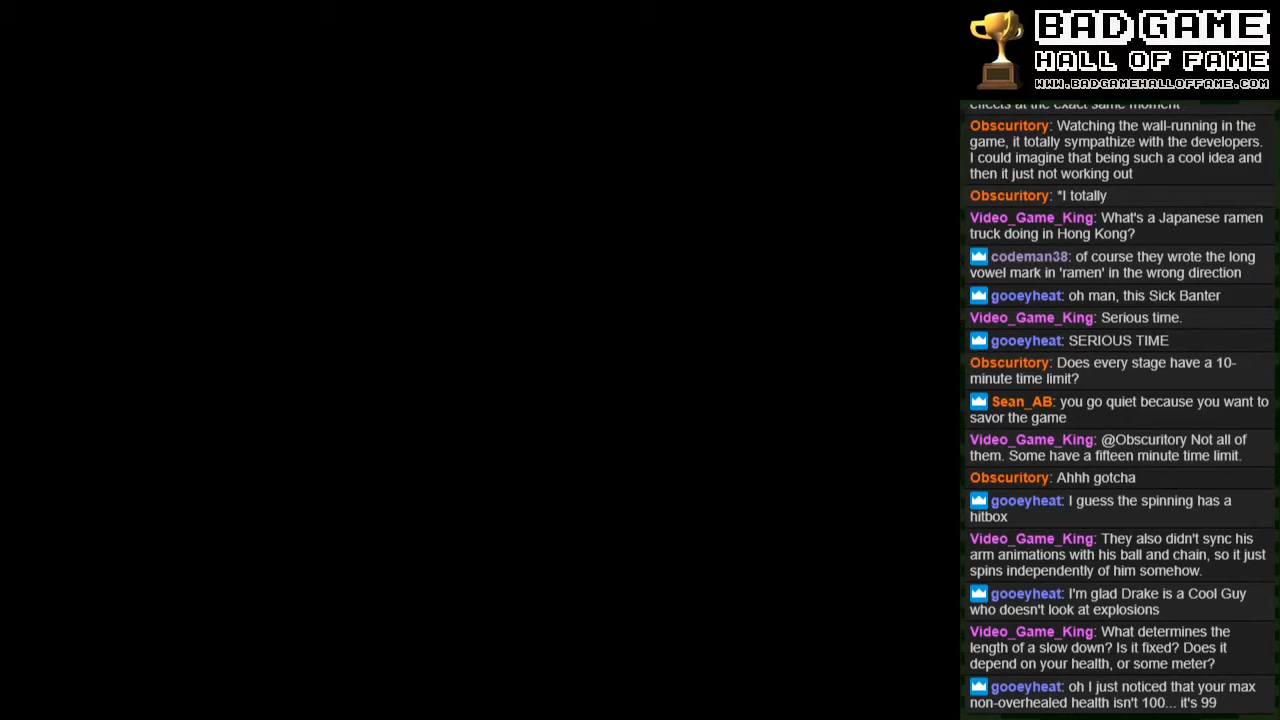 BAD GAME
HALL OF FAME
WWW.BADGAMEHALLOFFAME.COM
effects at the exact same moment
Obscuritory: Watching the wall-running in the
game, it totally sympathize with the developers.
I could imagine that being such a cool idea and
then it just not working out
Obscuritory: *I totally
Video_Game_King: What's a Japanese ramen
truck doing in Hong Kong?
codeman38: of course they wrote the long
vowel mark in 'ramen' in the wrong direction
gooeyheat: oh man, this Sick Banter
Video_Game_King: Serious time.
gooeyheat: SERIOUS TIME
Obscuritory: Does every stage have a 10-
minute time limit?
Sean_AB: you go quiet because you want to
savor the game
Video_Game_King: @Obscuritory Not all of
them. Some have a fifteen minute time limit.
Obscuritory: Ahhh gotcha
gooeyheat: I guess the spinning has a
hitbox
Video_Game_King: They also didn't sync his
arm animations with his ball and chain, so it just
spins independently of him somehow.
gooeyheat: I'm glad Drake is a Cool Guy
who doesn't look at explosions
Video_Game_King: What determines the
length of a slow down? Is it fixed? Does it
depend on your health, or some meter?
gooeyheat: oh I just noticed that your max
non-overhealed health isn't 100... it's 99